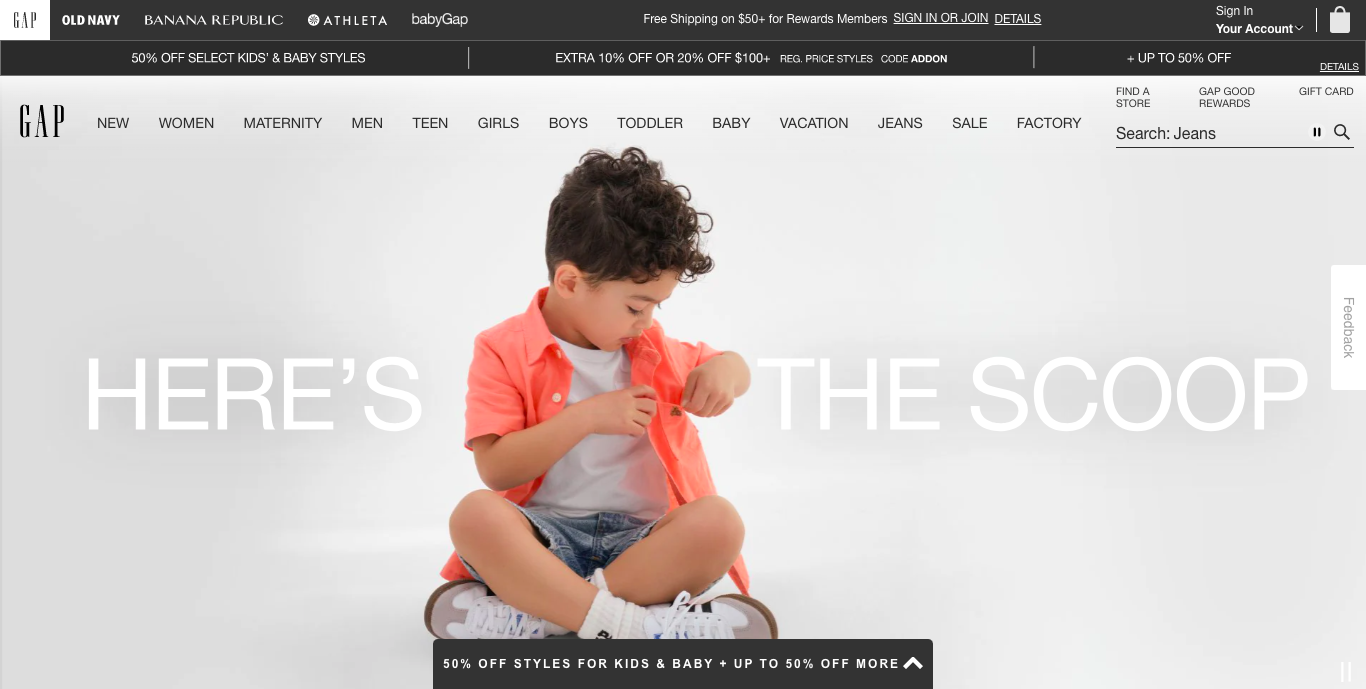 GAP OLD NAVY BANANA REPUBLIC ATHLETA babyGap Free Shipping on $50+ for Rewards Members SIGN IN OR JOIN DETAILS Sign In
Your Account
50% OFF SELECT KIDS' & BABY STYLES EXTRA 10% OFF OR 20% OFF $100+ REG. PRICE STYLES CODE ADDON + UP TO 50% OFF DETAILS
FIND A STORE GAP GOOD REWARDS GIFT CARD
GAP NEW WOMEN MATERNITY MEN TEEN GIRLS BOYS TODDLER BABY VACATION JEANS SALE FACTORY Search: Jeans
Feedback
HERE'S THE SCOOP
50% OFF STYLES FOR KIDS & BABY + UP TO 50% OFF MORE